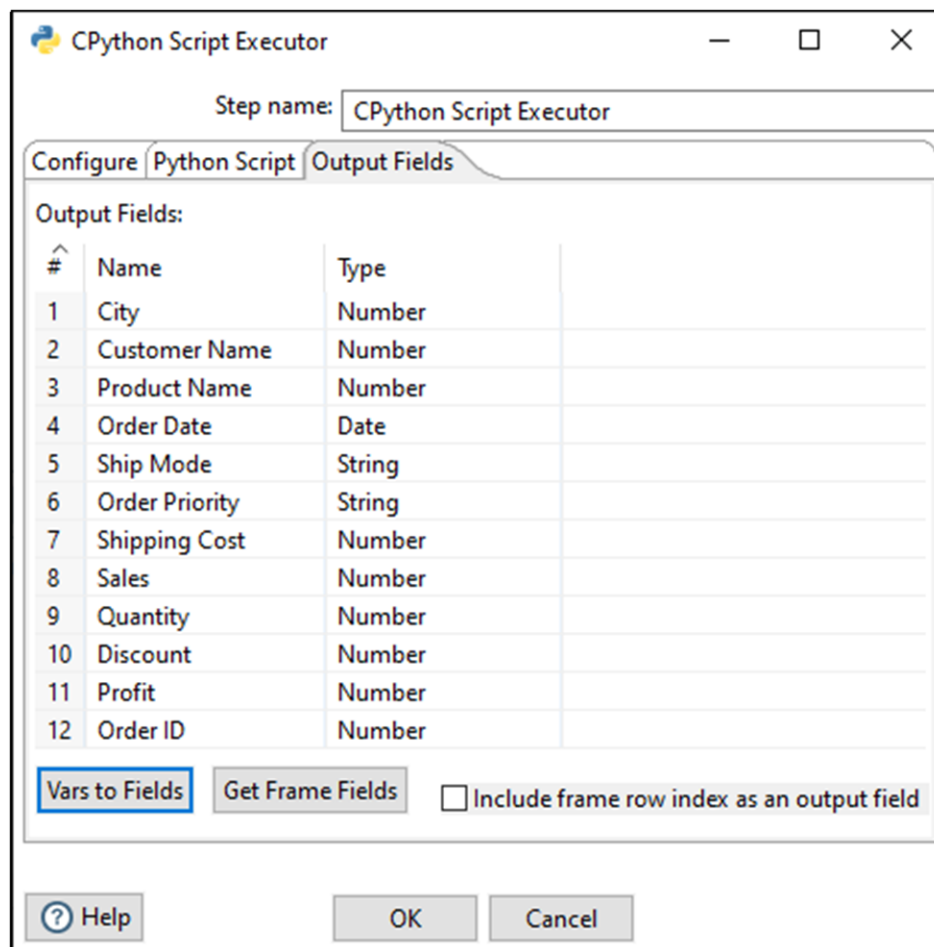 CPython Script Executor
Step name: CPython Script Executor
Configure Python Script Output Fields
Output Fields:
# Name Type
1 City Number
2 Customer Name Number
3 Product Name Number
4 Order Date Date
5 Ship Mode String
6 Order Priority String
7 Shipping Cost Number
8 Sales Number
9 Quantity Number
10 Discount Number
11 Profit Number
12 Order ID Number
Vars to Fields Get Frame Fields Include frame row index as an output field
? Help OK Cancel